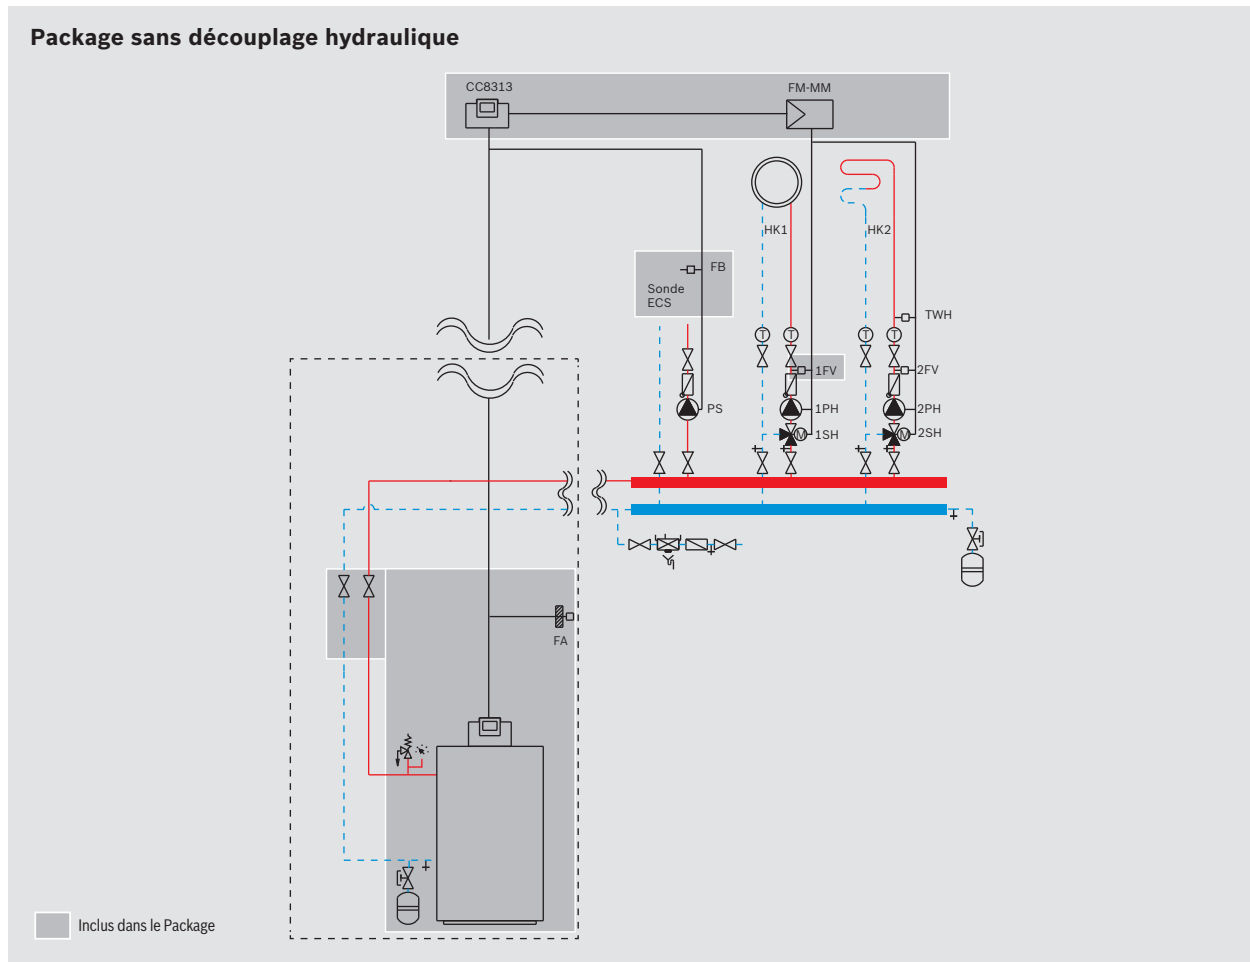 Package sans découplage hydraulique
CC8313
FM-MM
HK1
HK2
FB
Sonde
ECS
TWH
T
T
T
T
1FV
2FV
PS
1PH
2PH
M
1SH
M
2SH
FA
Inclus dans le Package